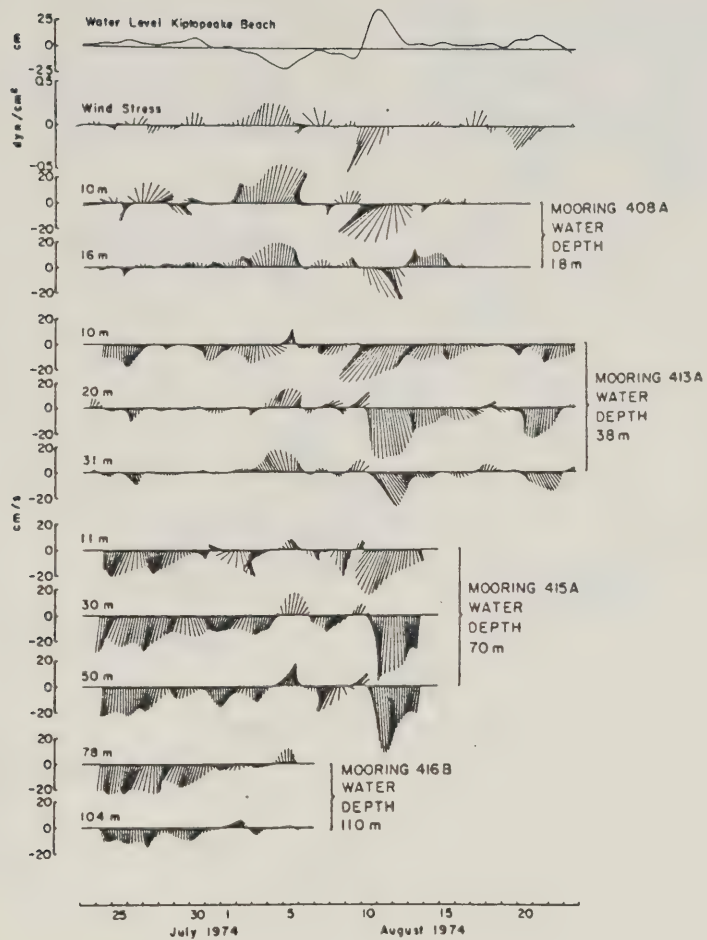 25
cm
0
-25
Water Level Kiptopeake Beach
0.5
dyn/cm²
0
-0.5
Wind Stress
20
0
-20
10 m
20
0
-20
16 m
MOORING 408A
WATER
DEPTH
18 m
20
0
-20
10 m
20
0
-20
20 m
20
0
-20
31 m
MOORING 413A
WATER
DEPTH
38 m
cm/s
20
0
-20
11 m
20
0
-20
30 m
20
0
-20
50 m
MOORING 415A
WATER
DEPTH
70 m
20
0
-20
78 m
20
0
-20
104 m
MOORING 416B
WATER
DEPTH
110 m
25 30 1 5 10 15 20
July 1974 August 1974